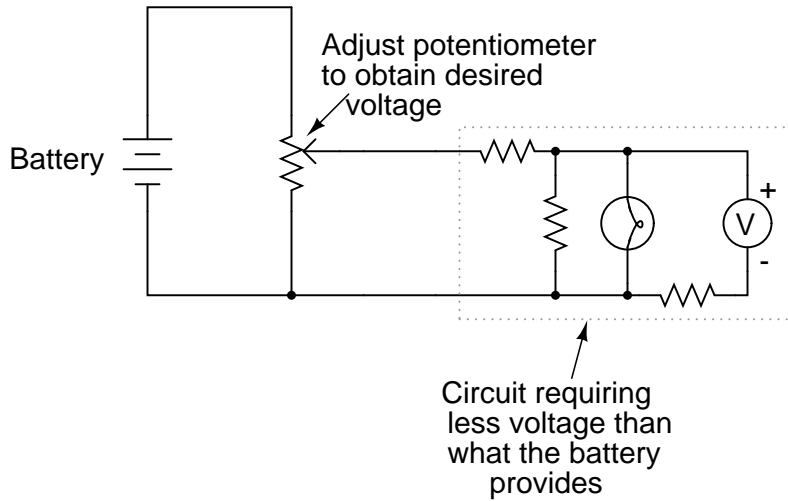 Adjust potentiometer
to obtain desired
voltage
Battery
+
V
-
Circuit requiring
less voltage than
what the battery
provides